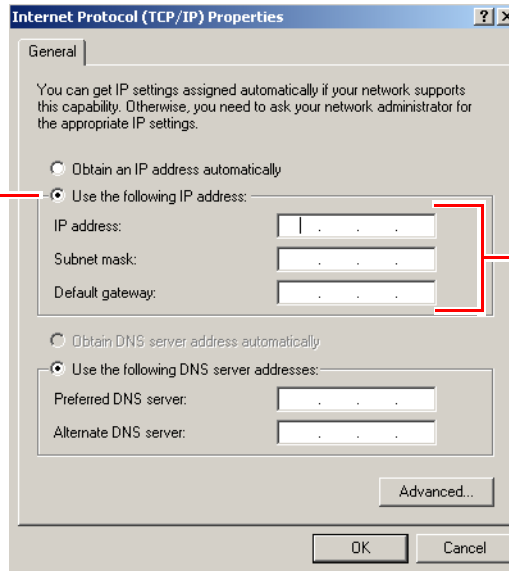 Internet Protocol (TCP/IP) Properties
General
You can get IP settings assigned automatically if your network supports
this capability. Otherwise, you need to ask your network administrator for
the appropriate IP settings.
Obtain an IP address automatically
Use the following IP address:
IP address:
Subnet mask:
Default gateway:
Obtain DNS server address automatically
Use the following DNS server addresses:
Preferred DNS server:
Alternate DNS server:
Advanced...
OK Cancel